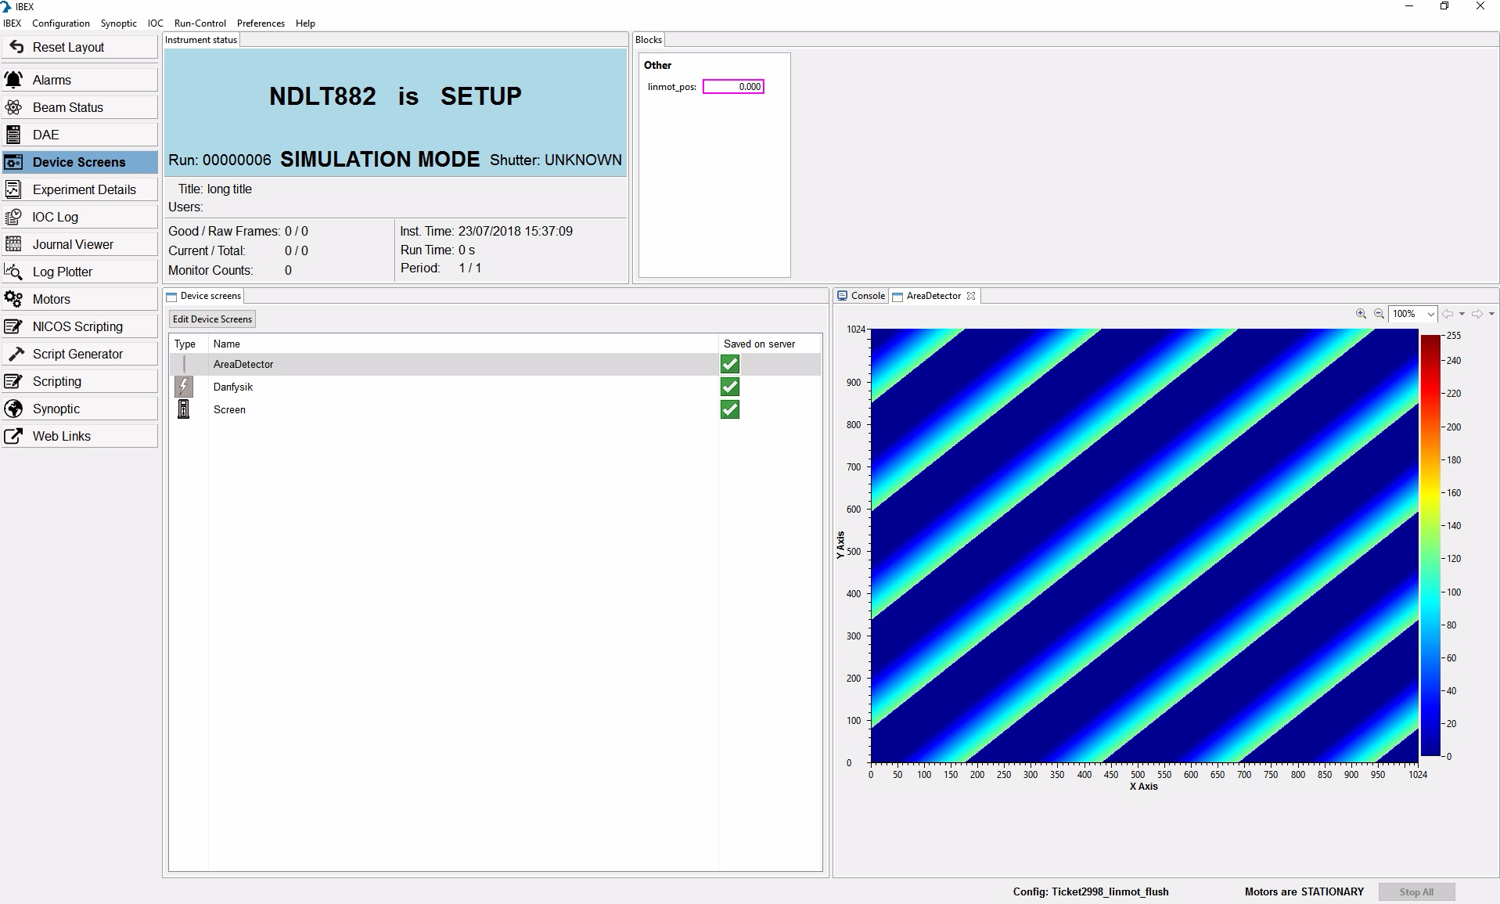 IBEX
IBEX Configuration Synoptic IOC Run-Control Preferences Help
Reset Layout
Alarms
Beam Status
DAE
Device Screens
Experiment Details
IOC Log
Journal Viewer
Log Plotter
Motors
NICOS Scripting
Script Generator
Scripting
Synoptic
Web Links
Instrument status
NDLT882 is SETUP
Run: 00000006 SIMULATION MODE Shutter: UNKNOWN
Title: long title
Users:
Good / Raw Frames: 0 / 0
Current / Total: 0 / 0
Monitor Counts: 0
Inst. Time: 23/07/2018 15:37:09
Run Time: 0 s
Period: 1 / 1
Blocks
Other
linmot_pos: 0.000
Device screens
Edit Device Screens
Type Name Saved on server
AreaDetector
Danfysik
Screen
Console AreaDetector
100%
1024
900
800
700
600
500
400
300
200
100
0
Y Axis
0 50 100 150 200 250 300 350 400 450 500 550 600 650 700 750 800 850 900 950 1024
X Axis
255
240
220
200
180
160
140
120
100
80
60
40
20
0
Config: Ticket2998_linmot_flush Motors are STATIONARY Stop All